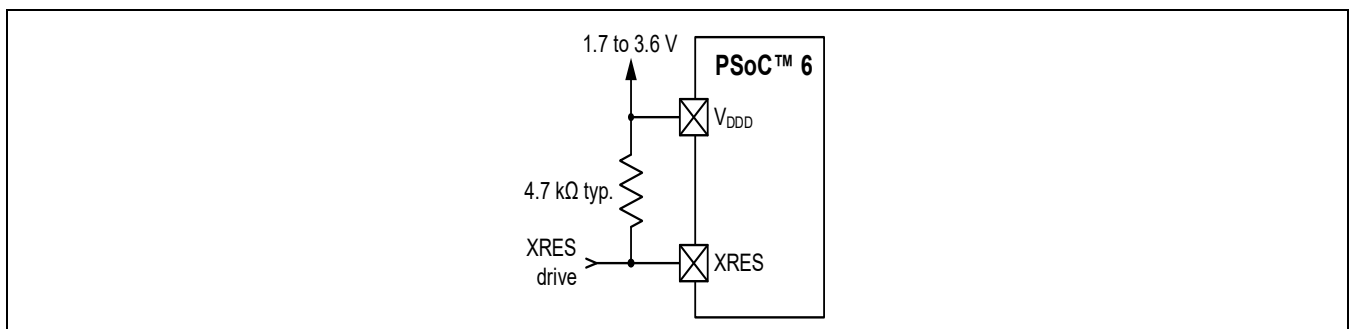 1.7 to 3.6 V
PSoC™ 6
VDDD
4.7 kΩ typ.
XRES
drive
XRES